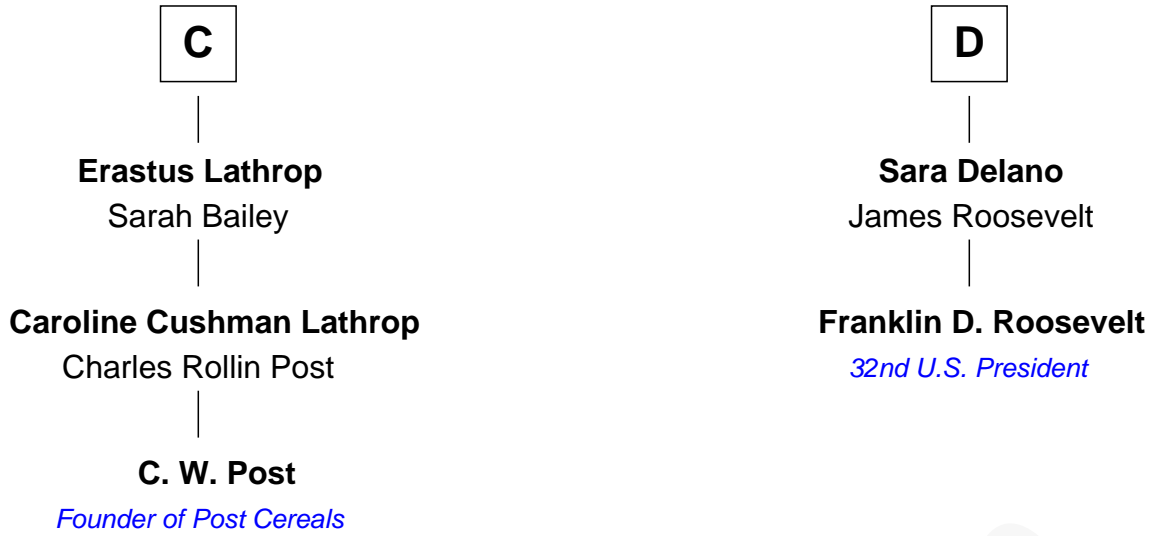 C
Erastus Lathrop
Sarah Bailey
Caroline Cushman Lathrop
Charles Rollin Post
C. W. Post
Founder of Post Cereals
D
Sara Delano
James Roosevelt
Franklin D. Roosevelt
32nd U.S. President